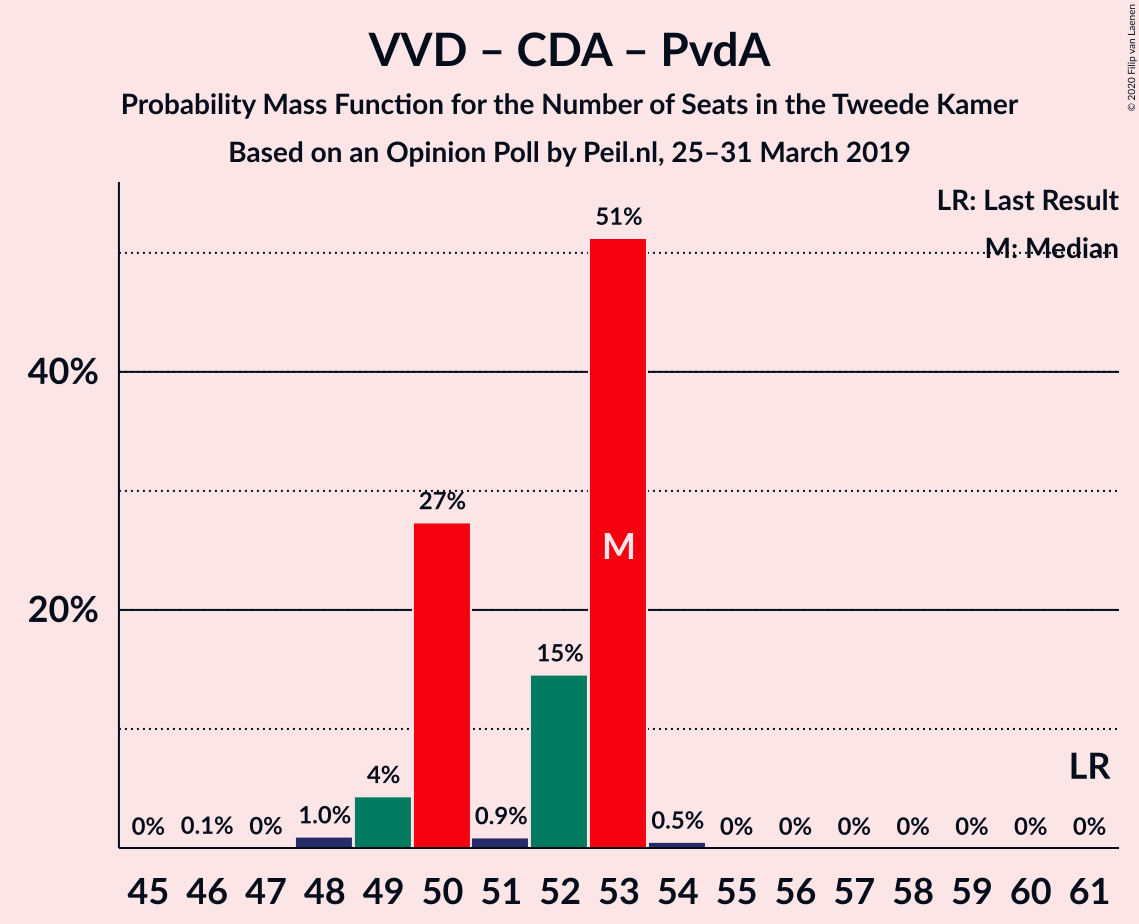 VVD – CDA – PvdA
Probability Mass Function for the Number of Seats in the Tweede Kamer
Based on an Opinion Poll by Peil.nl, 25–31 March 2019
© 2020 Filip van Laenen
LR: Last Result
M: Median
51%
40%
27%
M
20%
15%
LR
4%
0% 0.1% 0% 1.0% 0.9% 0.5% 0% 0% 0% 0% 0% 0% 0%
45 46 47 48 49 50 51 52 53 54 55 56 57 58 59 60 61